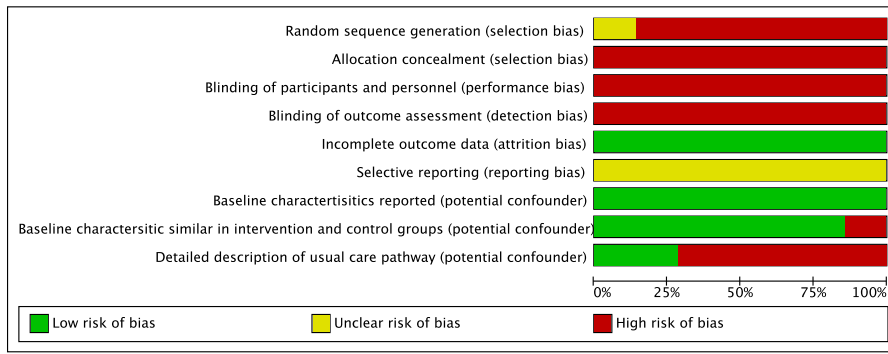 Random sequence generation (selection bias)
Allocation concealment (selection bias)
Blinding of participants and personnel (performance bias)
Blinding of outcome assessment (detection bias)
Incomplete outcome data (attrition bias)
Selective reporting (reporting bias)
Baseline charactertisitics reported (potential confounder)
Baseline charactersitic similar in intervention and control groups (potential confounder)
Detailed description of usual care pathway (potential confounder)
0% 25% 50% 75% 100%
Low risk of bias Unclear risk of bias High risk of bias